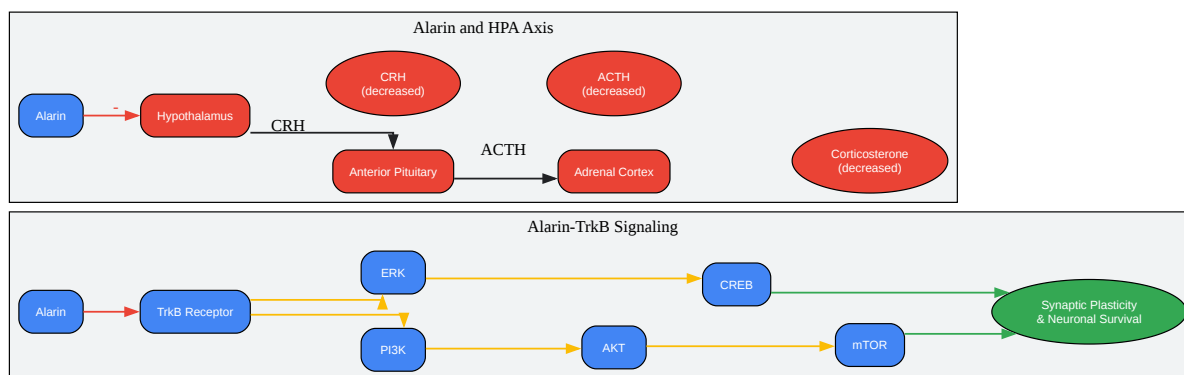 Alarin and HPA Axis
CRH
(decreased)
ACTH
(decreased)
Alarin
-
Hypothalamus
CRH
ACTH
Anterior Pituitary
Adrenal Cortex
Corticosterone
(decreased)
Alarin-TrkB Signaling
ERK
CREB
Alarin
TrkB Receptor
Synaptic Plasticity
& Neuronal Survival
PI3K
AKT
mTOR